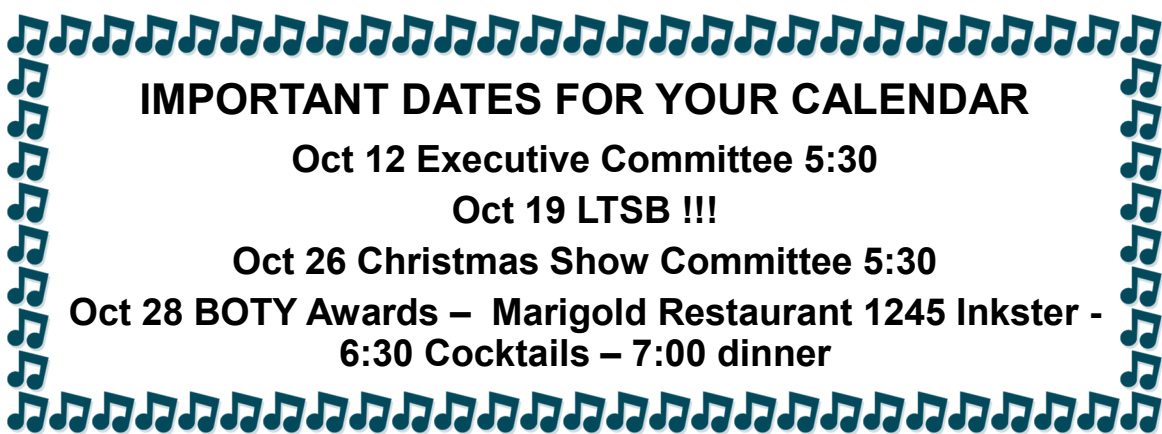 IMPORTANT DATES FOR YOUR CALENDAR
Oct 12 Executive Committee 5:30
Oct 19 LTSB !!!
Oct 26 Christmas Show Committee 5:30
Oct 28 BOTY Awards –  Marigold Restaurant 1245 Inkster -
6:30 Cocktails – 7:00 dinner